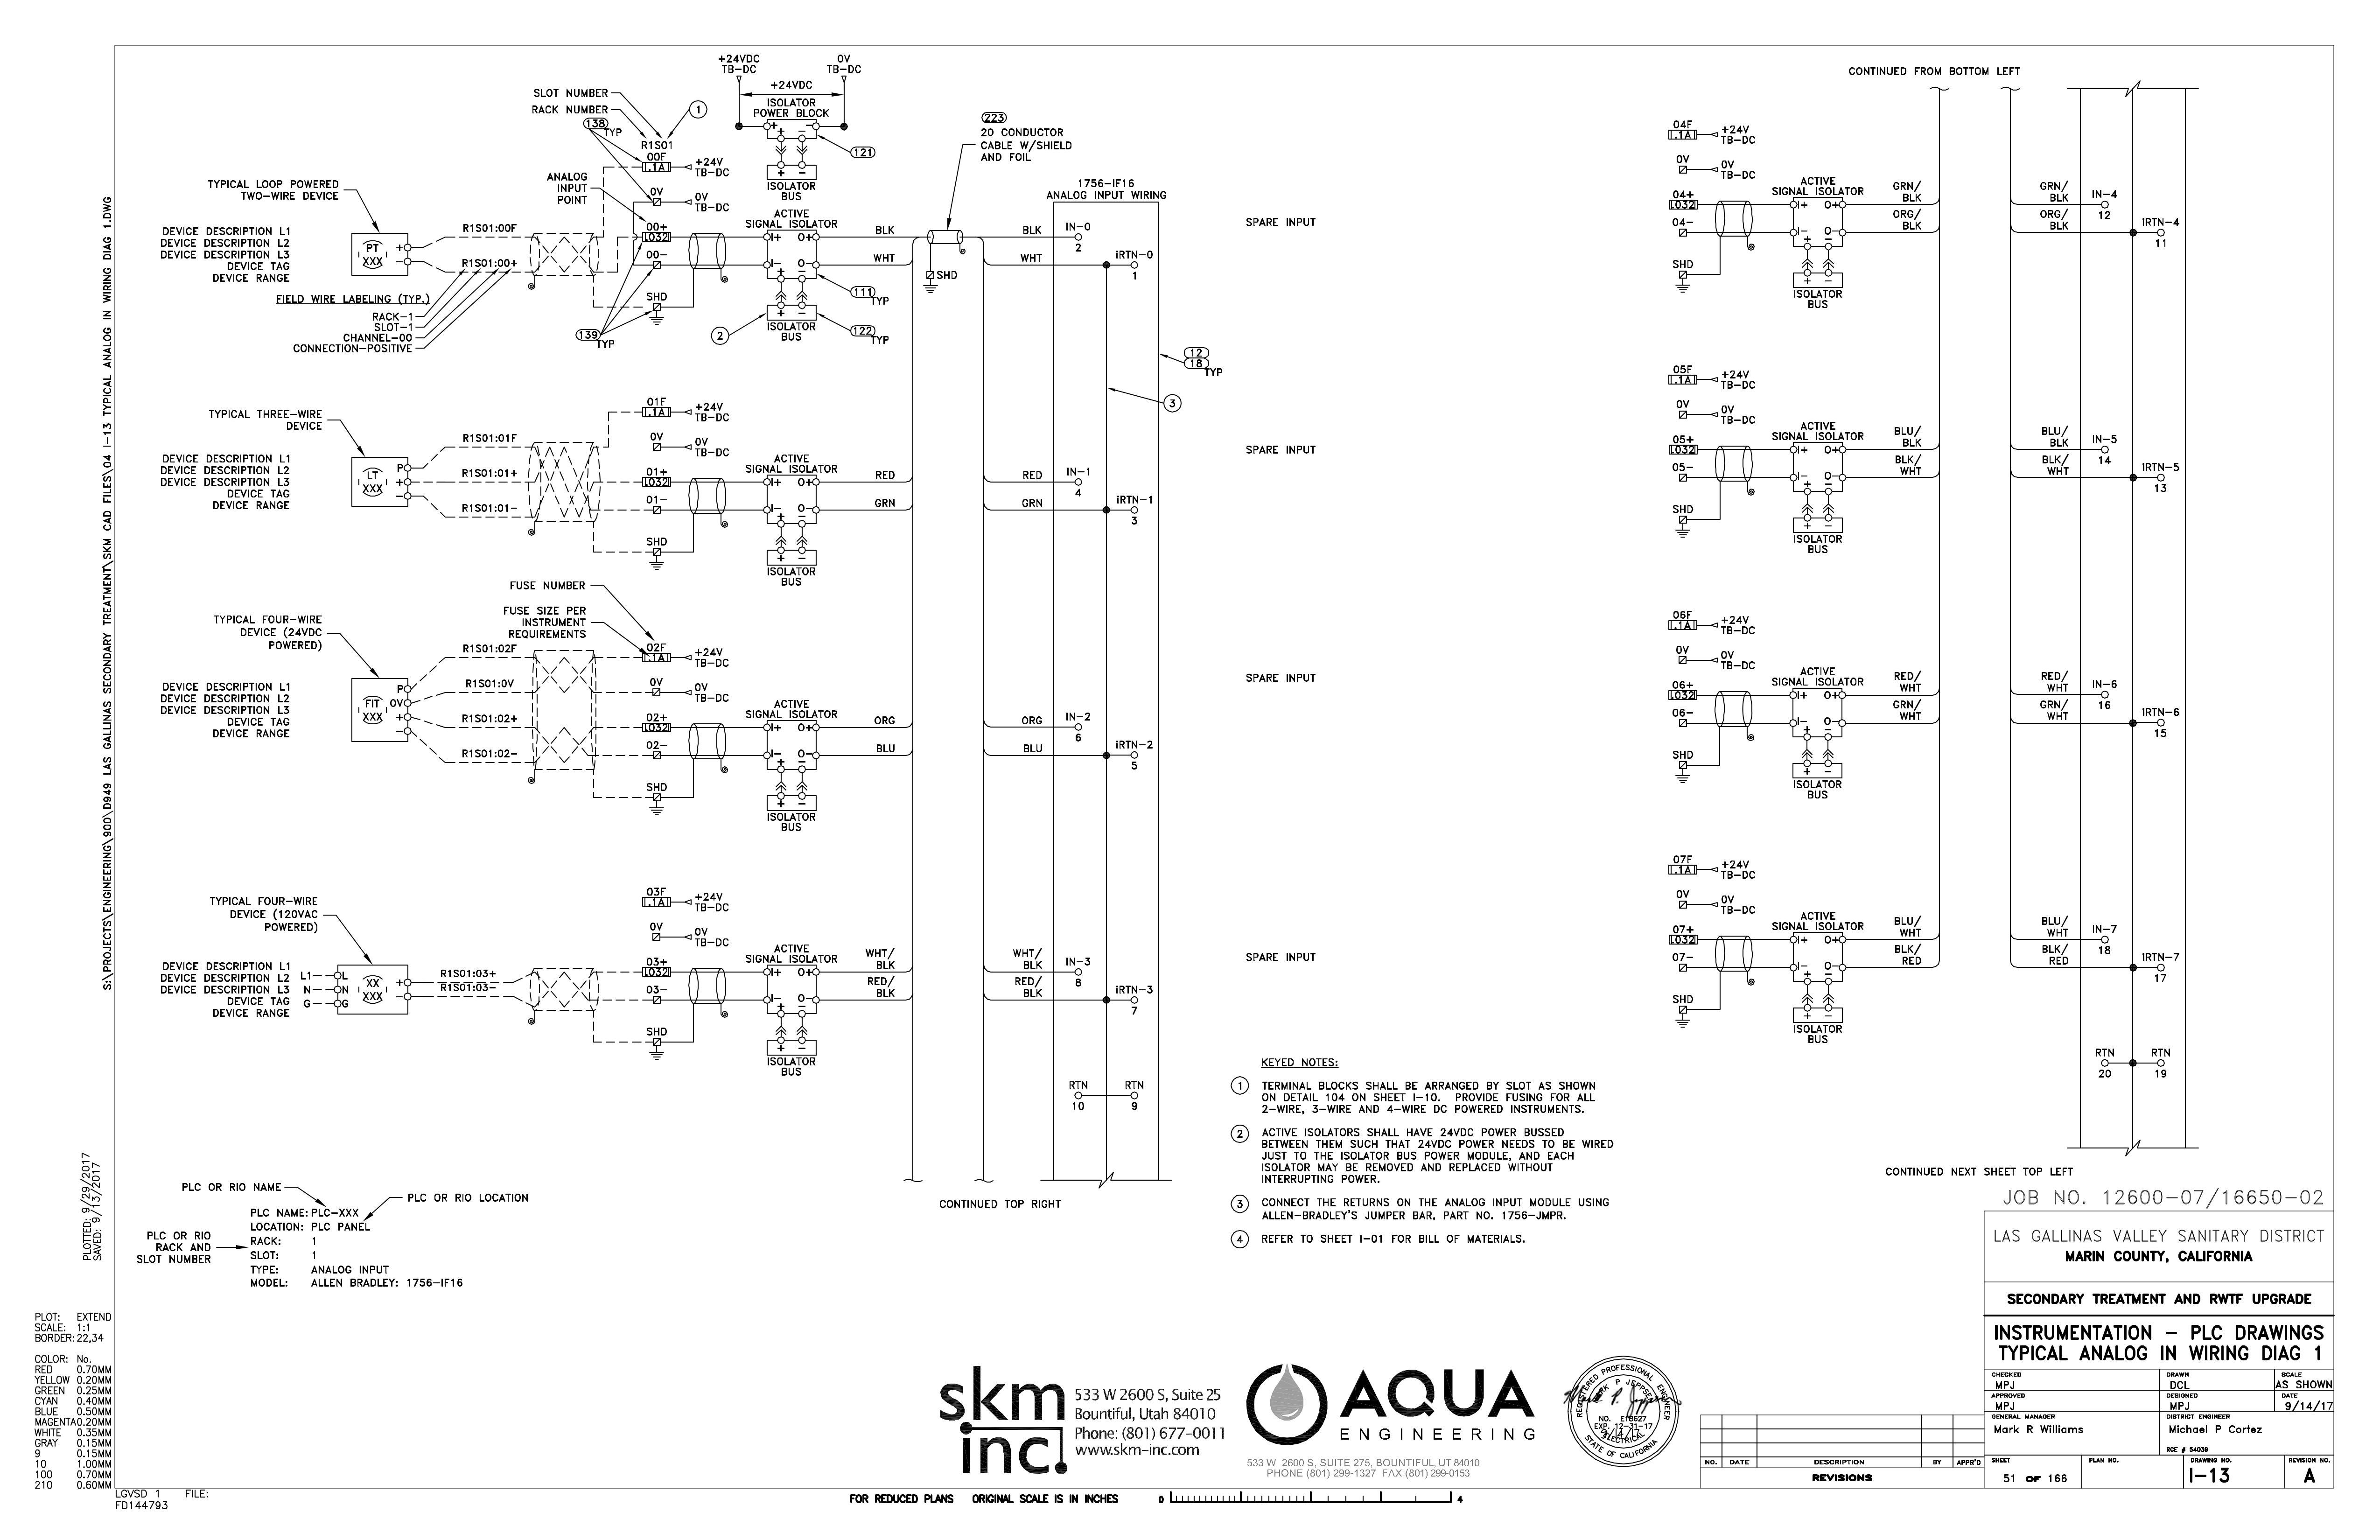 S:\PROJECTS\ENGINEERING\900\D949 LAS GALLINAS SECONDARY TREATMENT\SKM CAD FILES\04 I-13 TYPICAL ANALOG IN WIRING DIAG 1.DWG
PLOTTED: 9/29/2017
SAVED: 9/13/2017
PLOT: EXTEND
SCALE: 1:1
BORDER: 22,34
COLOR: No.
RED 0.70MM
YELLOW 0.20MM
GREEN 0.25MM
CYAN 0.40MM
BLUE 0.50MM
MAGENTA 0.20MM
WHITE 0.35MM
GRAY 0.15MM
9 0.15MM
10 1.00MM
100 0.70MM
210 0.60MM
LGVSD 1 FILE:
FD144793
+24VDC
TB-DC
0V
TB-DC
+24VDC
ISOLATOR
POWER BLOCK
+ -
+ -
121
+ -
ISOLATOR
BUS
SLOT NUMBER
RACK NUMBER
1
138
TYP
R1S01
00F
.1A
+24V
TB-DC
ANALOG
INPUT
POINT
0V
0V
TB-DC
00+
L032
00-
SHD
139
TYP
TYPICAL LOOP POWERED
TWO-WIRE DEVICE
DEVICE DESCRIPTION L1
DEVICE DESCRIPTION L2
DEVICE DESCRIPTION L3
DEVICE TAG
DEVICE RANGE
PT
XXX
+
-
R1S01:00F
R1S01:00+
FIELD WIRE LABELING (TYP.)
RACK-1
SLOT-1
CHANNEL-00
CONNECTION-POSITIVE
ACTIVE
SIGNAL ISOLATOR
I+ O+
I- O-
+ -
+ -
ISOLATOR
BUS
111
TYP
2
122
TYP
BLK
WHT
223
20 CONDUCTOR
CABLE W/SHIELD
AND FOIL
SHD
1756-IF16
ANALOG INPUT WIRING
BLK
IN-0
2
WHT
iRTN-0
1
12
18
TYP
3
TYPICAL THREE-WIRE
DEVICE
DEVICE DESCRIPTION L1
DEVICE DESCRIPTION L2
DEVICE DESCRIPTION L3
DEVICE TAG
DEVICE RANGE
LT
XXX
P
+
-
R1S01:01F
R1S01:01+
R1S01:01-
01F
.1A
+24V
TB-DC
0V
0V
TB-DC
01+
L032
01-
SHD
ACTIVE
SIGNAL ISOLATOR
I+ O+
I- O-
+ -
+ -
ISOLATOR
BUS
RED
GRN
RED
IN-1
4
GRN
iRTN-1
3
FUSE NUMBER
FUSE SIZE PER
INSTRUMENT
REQUIREMENTS
TYPICAL FOUR-WIRE
DEVICE (24VDC
POWERED)
DEVICE DESCRIPTION L1
DEVICE DESCRIPTION L2
DEVICE DESCRIPTION L3
DEVICE TAG
DEVICE RANGE
FIT
XXX
P
0V
+
-
R1S01:02F
R1S01:0V
R1S01:02+
R1S01:02-
02F
.1A
+24V
TB-DC
0V
0V
TB-DC
02+
L032
02-
SHD
ACTIVE
SIGNAL ISOLATOR
I+ O+
I- O-
+ -
+ -
ISOLATOR
BUS
ORG
BLU
ORG
IN-2
6
BLU
iRTN-2
5
TYPICAL FOUR-WIRE
DEVICE (120VAC
POWERED)
DEVICE DESCRIPTION L1
DEVICE DESCRIPTION L2
DEVICE DESCRIPTION L3
DEVICE TAG
DEVICE RANGE
L1 L
N N
G G
XX
XXX
+
-
R1S01:03+
R1S01:03-
03F
.1A
+24V
TB-DC
0V
0V
TB-DC
03+
L032
03-
SHD
ACTIVE
SIGNAL ISOLATOR
I+ O+
I- O-
+ -
+ -
ISOLATOR
BUS
WHT/
BLK
RED/
BLK
WHT/
BLK
IN-3
8
RED/
BLK
iRTN-3
7
RTN RTN
10 9
CONTINUED TOP RIGHT
PLC OR RIO NAME
PLC OR RIO LOCATION
PLC OR RIO
RACK AND
SLOT NUMBER
PLC NAME: PLC-XXX
LOCATION: PLC PANEL
RACK: 1
SLOT: 1
TYPE: ANALOG INPUT
MODEL: ALLEN BRADLEY: 1756-IF16
CONTINUED FROM BOTTOM LEFT
SPARE INPUT
04F
.1A
+24V
TB-DC
0V
0V
TB-DC
04+
L032
04-
SHD
ACTIVE
SIGNAL ISOLATOR
I+ O+
I- O-
+ -
+ -
ISOLATOR
BUS
GRN/
BLK
ORG/
BLK
GRN/
BLK
IN-4
12
ORG/
BLK
IRTN-4
11
SPARE INPUT
05F
.1A
+24V
TB-DC
0V
0V
TB-DC
05+
L032
05-
SHD
ACTIVE
SIGNAL ISOLATOR
I+ O+
I- O-
+ -
+ -
ISOLATOR
BUS
BLU/
BLK
BLK/
WHT
BLU/
BLK
IN-5
14
BLK/
WHT
IRTN-5
13
SPARE INPUT
06F
.1A
+24V
TB-DC
0V
0V
TB-DC
06+
L032
06-
SHD
ACTIVE
SIGNAL ISOLATOR
I+ O+
I- O-
+ -
+ -
ISOLATOR
BUS
RED/
WHT
GRN/
WHT
RED/
WHT
IN-6
16
GRN/
WHT
IRTN-6
15
SPARE INPUT
07F
.1A
+24V
TB-DC
0V
0V
TB-DC
07+
L032
07-
SHD
ACTIVE
SIGNAL ISOLATOR
I+ O+
I- O-
+ -
+ -
ISOLATOR
BUS
BLU/
WHT
BLK/
RED
BLU/
WHT
IN-7
18
BLK/
RED
IRTN-7
17
RTN RTN
20 19
CONTINUED NEXT SHEET TOP LEFT
KEYED NOTES:
1 TERMINAL BLOCKS SHALL BE ARRANGED BY SLOT AS SHOWN
ON DETAIL 104 ON SHEET I-10. PROVIDE FUSING FOR ALL
2-WIRE, 3-WIRE AND 4-WIRE DC POWERED INSTRUMENTS.
2 ACTIVE ISOLATORS SHALL HAVE 24VDC POWER BUSSED
BETWEEN THEM SUCH THAT 24VDC POWER NEEDS TO BE WIRED
JUST TO THE ISOLATOR BUS POWER MODULE, AND EACH
ISOLATOR MAY BE REMOVED AND REPLACED WITHOUT
INTERRUPTING POWER.
3 CONNECT THE RETURNS ON THE ANALOG INPUT MODULE USING
ALLEN-BRADLEY'S JUMPER BAR, PART NO. 1756-JMPR.
4 REFER TO SHEET I-01 FOR BILL OF MATERIALS.
JOB NO. 12600-07/16650-02
LAS GALLINAS VALLEY SANITARY DISTRICT
MARIN COUNTY, CALIFORNIA
SECONDARY TREATMENT AND RWTF UPGRADE
INSTRUMENTATION - PLC DRAWINGS
TYPICAL ANALOG IN WIRING DIAG 1
CHECKED
MPJ
DRAWN
DCL
SCALE
AS SHOWN
APPROVED
MPJ
DESIGNED
MPJ
DATE
9/14/17
GENERAL MANAGER
Mark R Williams
DISTRICT ENGINEER
Michael P Cortez
RCE # 54039
SHEET
51 OF 166
PLAN NO.
DRAWING NO.
I-13
REVISION NO.
A
NO. DATE DESCRIPTION BY APPR'D
REVISIONS
skm
inc.
533 W 2600 S, Suite 25
Bountiful, Utah 84010
Phone: (801) 677-0011
www.skm-inc.com
AQUA
ENGINEERING
533 W 2600 S, SUITE 275, BOUNTIFUL, UT 84010
PHONE (801) 299-1327 FAX (801) 299-0153
REGISTERED PROFESSIONAL ENGINEER
MARK P JEPPSEN
NO. E18627
EXP. 12-31-17
9/14/17
ELECTRICAL
STATE OF CALIFORNIA
FOR REDUCED PLANS ORIGINAL SCALE IS IN INCHES 0 4